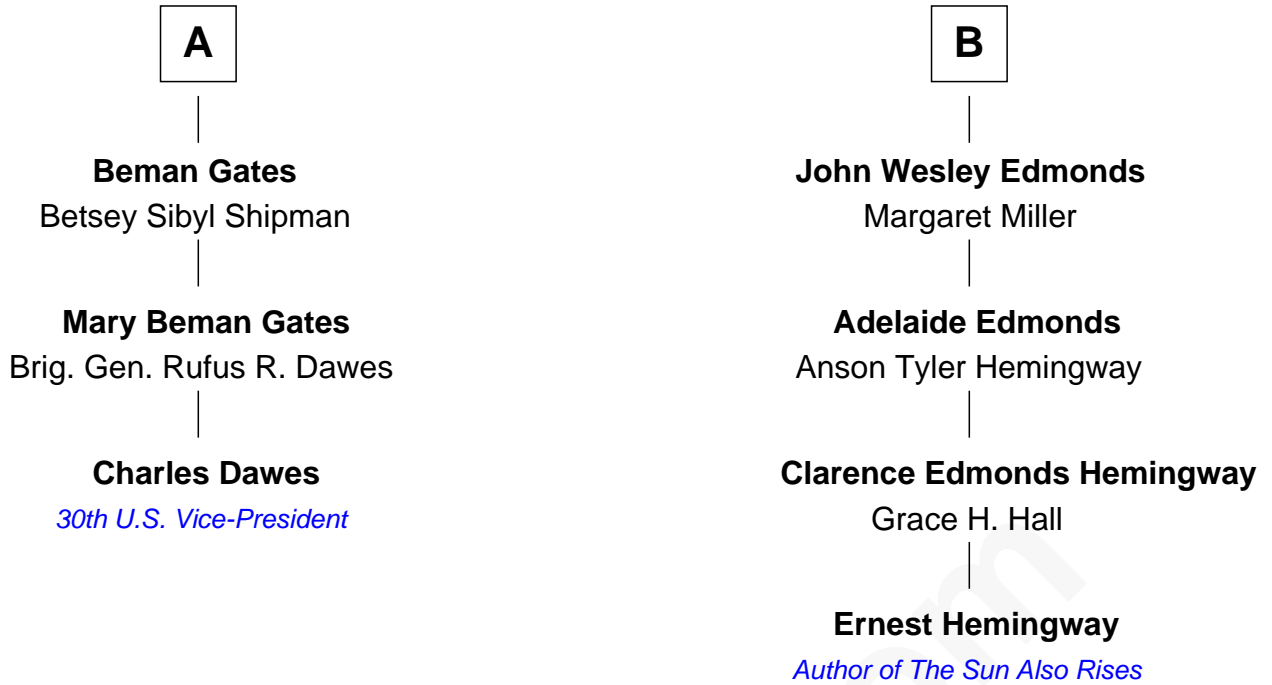 A
Beman Gates
Betsey Sibyl Shipman
Mary Beman Gates
Brig. Gen. Rufus R. Dawes
Charles Dawes
30th U.S. Vice-President
B
John Wesley Edmonds
Margaret Miller
Adelaide Edmonds
Anson Tyler Hemingway
Clarence Edmonds Hemingway
Grace H. Hall
Ernest Hemingway
Author of The Sun Also Rises